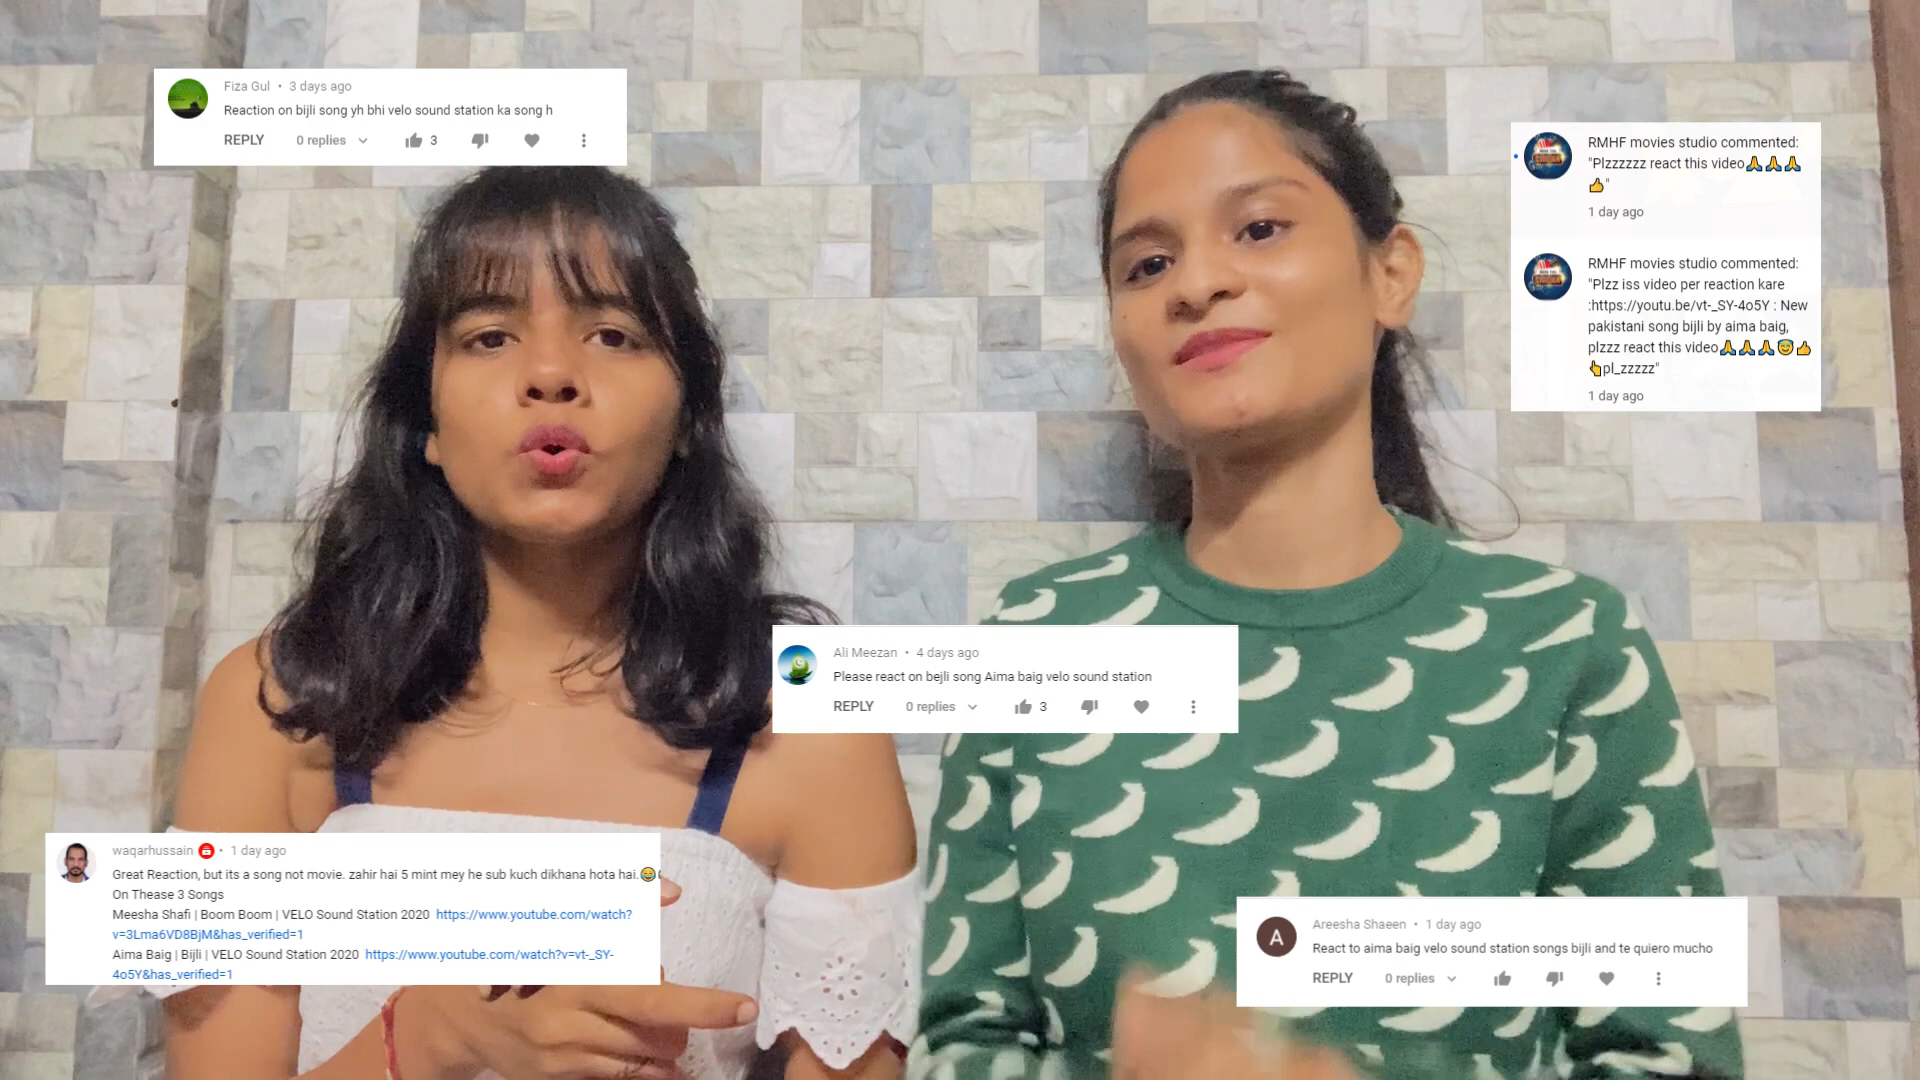 Fiza Gul • 3 days ago
Reaction on bijli song yh bhi velo sound station ka song h
REPLY 0 replies 3
RMHF movies studio commented:
"Plzzzzzz react this video🙏🙏🙏
👍"
1 day ago
RMHF movies studio commented:
"Plzz iss video per reaction kare
:https://youtu.be/vt-_SY-4o5Y : New
pakistani song bijli by aima baig,
plzzz react this video🙏🙏🙏😇👍
👆pl_zzzzz"
1 day ago
Ali Meezan • 4 days ago
Please react on bejli song Aima baig velo sound station
REPLY 0 replies 3
waqarhussain • 1 day ago
Great Reaction, but its a song not movie. zahir hai 5 mint mey he sub kuch dikhana hota hai.😂
On Thease 3 Songs
Meesha Shafi | Boom Boom | VELO Sound Station 2020 https://www.youtube.com/watch?
v=3Lma6VD8BjM&has_verified=1
Aima Baig | Bijli | VELO Sound Station 2020 https://www.youtube.com/watch?v=vt-_SY-
4o5Y&has_verified=1
A
Areesha Shaeen • 1 day ago
React to aima baig velo sound station songs bijli and te quiero mucho
REPLY 0 replies